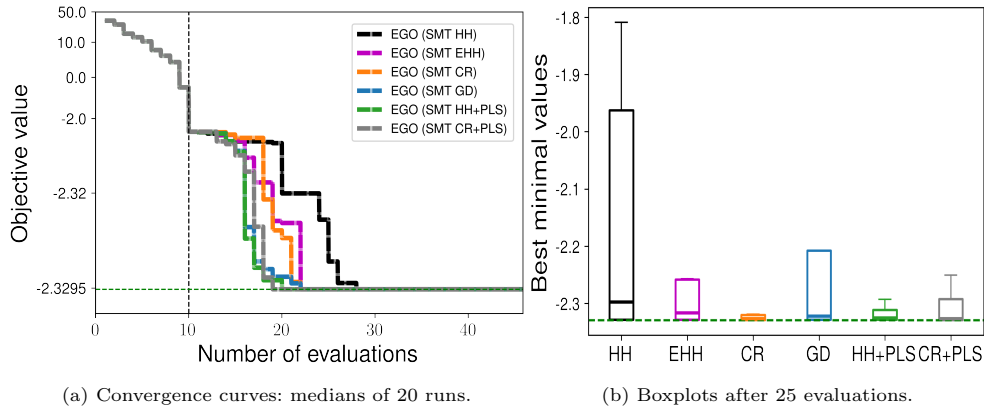 50.0
10.0
0.0
-2.0
-2.32
-2.3295
Objective value
EGO (SMT HH)
EGO (SMT EHH)
EGO (SMT CR)
EGO (SMT GD)
EGO (SMT HH+PLS)
EGO (SMT CR+PLS)
0
10
20
30
40
Number of evaluations
(a) Convergence curves: medians of 20 runs.
-1.8
-1.9
-2.0
-2.1
-2.2
-2.3
Best minimal values
HH
EHH
CR
GD
HH+PLS
CR+PLS
(b) Boxplots after 25 evaluations.